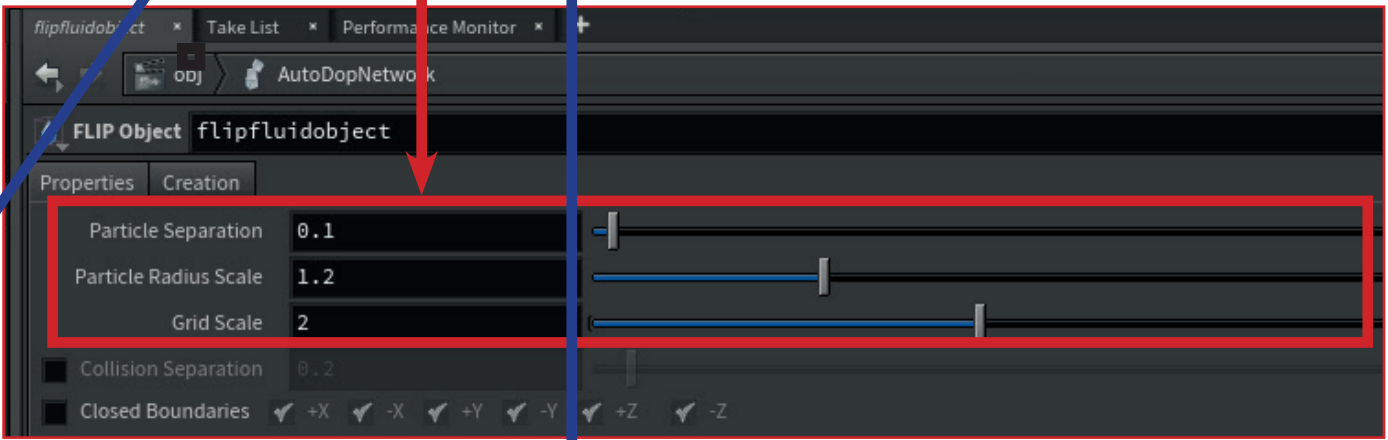 flipfluidobject × Take List × Performance Monitor × +
obj AutoDopNetwork
FLIP Object flipfluidobject
Properties Creation
Particle Separation 0.1
Particle Radius Scale 1.2
Grid Scale 2
Collision Separation 0.2
Closed Boundaries +X -X +Y -Y +Z -Z